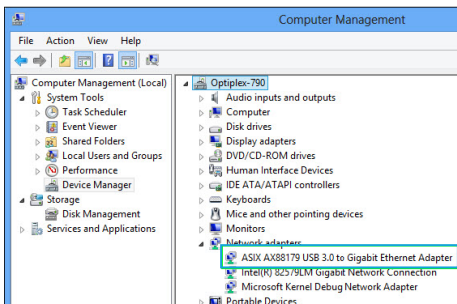 Computer Management
File Action View Help
Computer Management (Local)
System Tools
Task Scheduler
Event Viewer
Shared Folders
Local Users and Groups
Performance
Device Manager
Storage
Disk Management
Services and Applications
Optiplex-790
Audio inputs and outputs
Computer
Disk drives
Display adapters
DVD/CD-ROM drives
Human Interface Devices
IDE ATA/ATAPI controllers
Keyboards
Mice and other pointing devices
Monitors
Network adapters
ASIX AX88179 USB 3.0 to Gigabit Ethernet Adapter
Intel(R) 82579LM Gigabit Network Connection
Microsoft Kernel Debug Network Adapter
Portable Devices